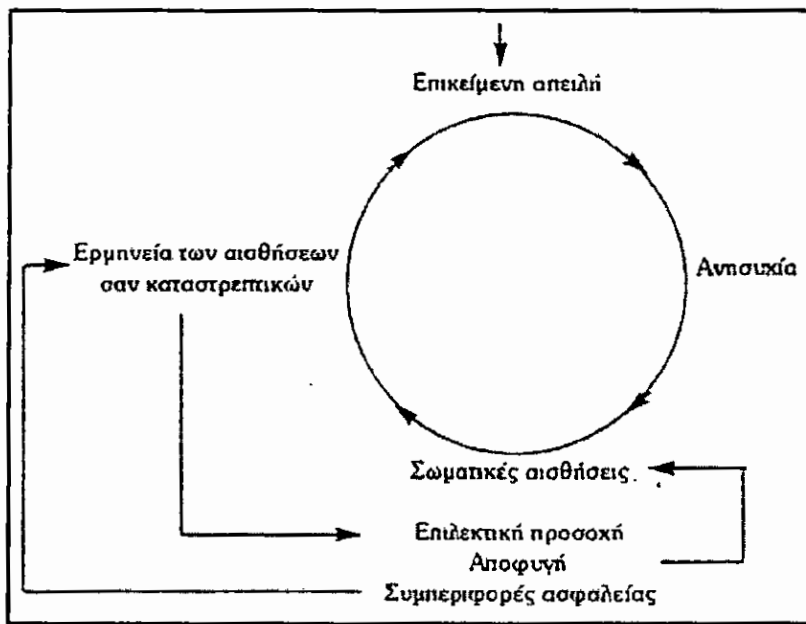 Επικείμενη απειλή
Ερμηνεία των αισθήσεων
σαν καταστρεπτικών
Ανησυχία
Σωματικές αισθήσεις.
Επιλεκτική προσοχή
Αποφυγή
Συμπεριφορές ασφαλείας